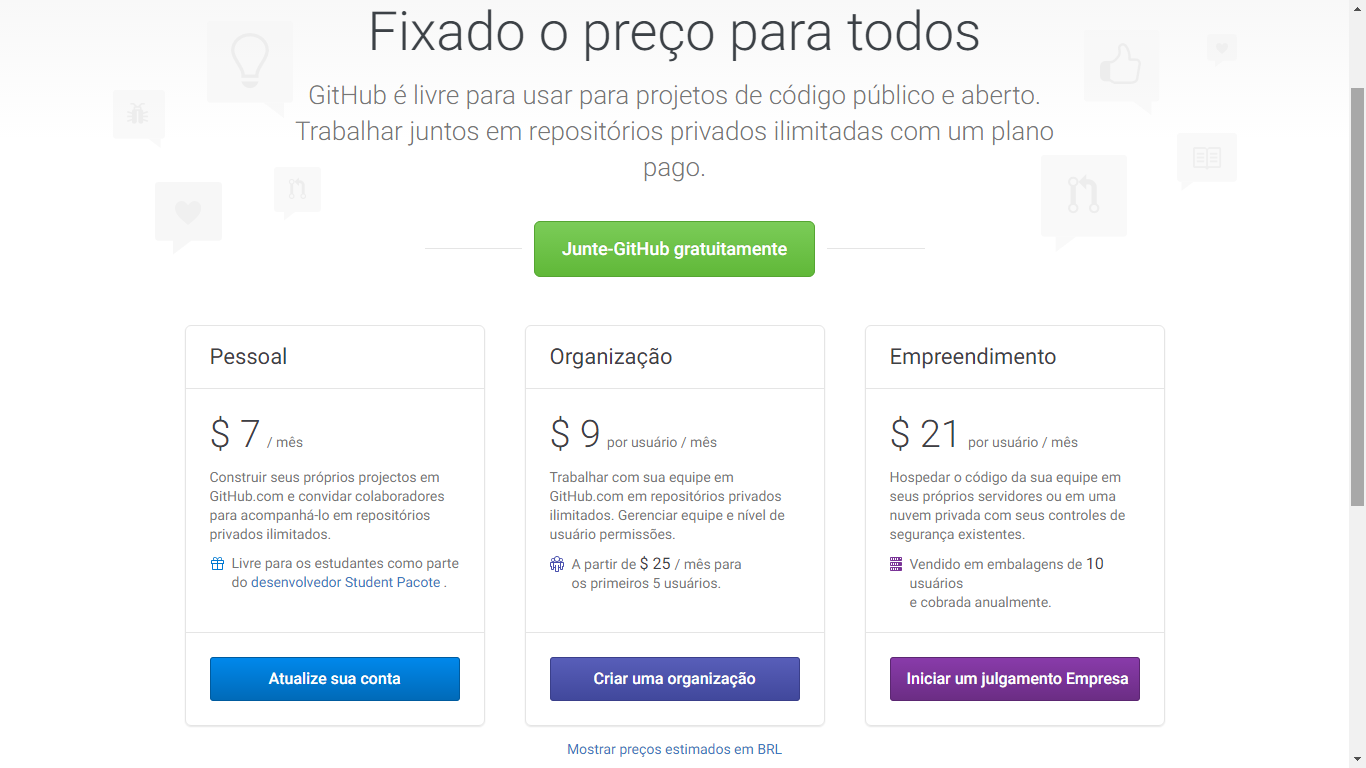 Fixado o preço para todos
GitHub é livre para usar para projetos de código público e aberto.
Trabalhar juntos em repositórios privados ilimitadas com um plano
pago.
Junte-GitHub gratuitamente
Pessoal
$ 7 / mês
Construir seus próprios projectos em
GitHub.com e convidar colaboradores
para acompanhá-lo em repositórios
privados ilimitados.
Livre para os estudantes como parte
do desenvolvedor Student Pacote .
Atualize sua conta
Organização
$ 9 por usuário / mês
Trabalhar com sua equipe em
GitHub.com em repositórios privados
ilimitados. Gerenciar equipe e nível de
usuário permissões.
A partir de $ 25 / mês para
os primeiros 5 usuários.
Criar uma organização
Empreendimento
$ 21 por usuário / mês
Hospedar o código da sua equipe em
seus próprios servidores ou em uma
nuvem privada com seus controles de
segurança existentes.
Vendido em embalagens de 10
usuários
e cobrada anualmente.
Iniciar um julgamento Empresa
Mostrar preços estimados em BRL